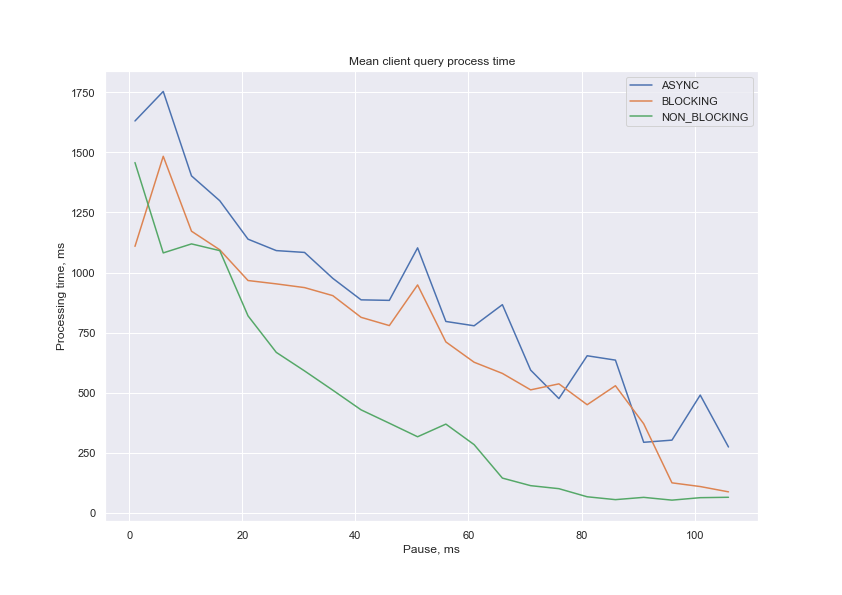 Mean client query process time
ASYNC
BLOCKING
NON_BLOCKING
Processing time, ms
1750
1500
1250
1000
750
500
250
0
0 20 40 60 80 100
Pause, ms